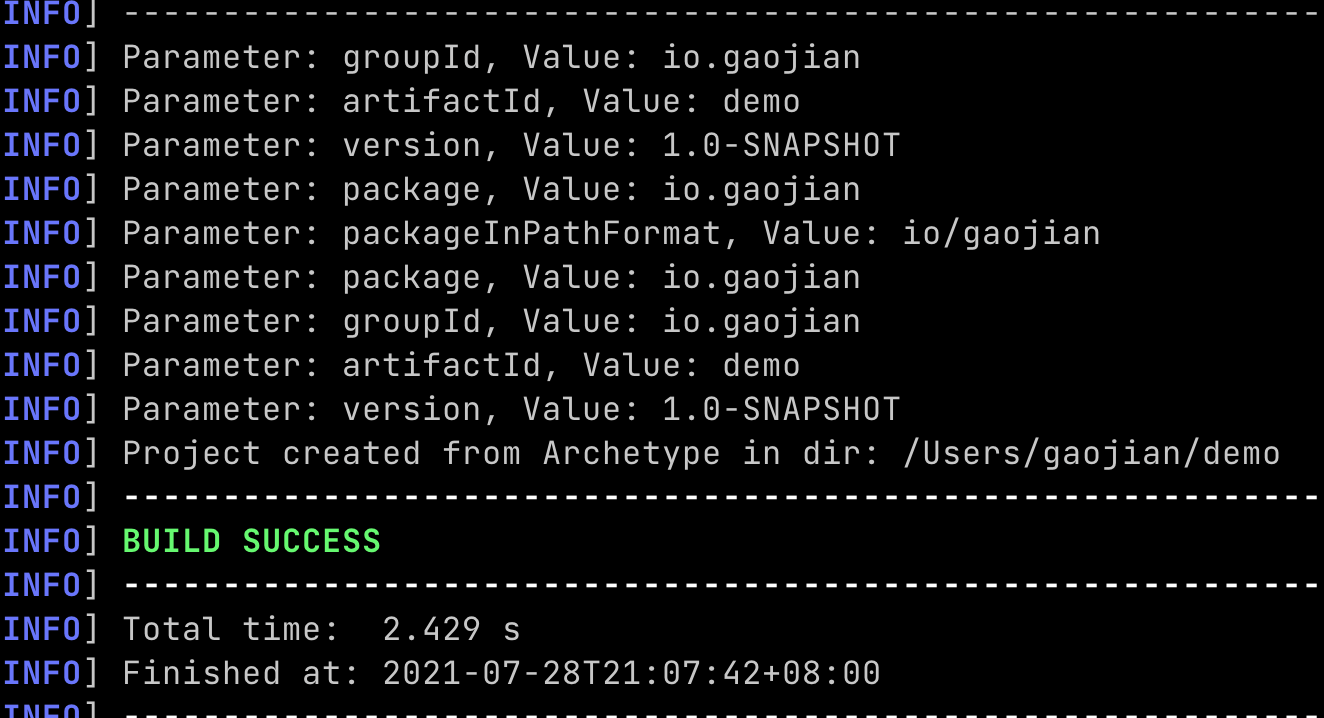 INFO] ------------------------------------------------------------
INFO] Parameter: groupId, Value: io.gaojian
INFO] Parameter: artifactId, Value: demo
INFO] Parameter: version, Value: 1.0-SNAPSHOT
INFO] Parameter: package, Value: io.gaojian
INFO] Parameter: packageInPathFormat, Value: io/gaojian
INFO] Parameter: package, Value: io.gaojian
INFO] Parameter: groupId, Value: io.gaojian
INFO] Parameter: artifactId, Value: demo
INFO] Parameter: version, Value: 1.0-SNAPSHOT
INFO] Project created from Archetype in dir: /Users/gaojian/demo
INFO] ------------------------------------------------------------
INFO] BUILD SUCCESS
INFO] ------------------------------------------------------------
INFO] Total time:  2.429 s
INFO] Finished at: 2021-07-28T21:07:42+08:00
INFO] ------------------------------------------------------------